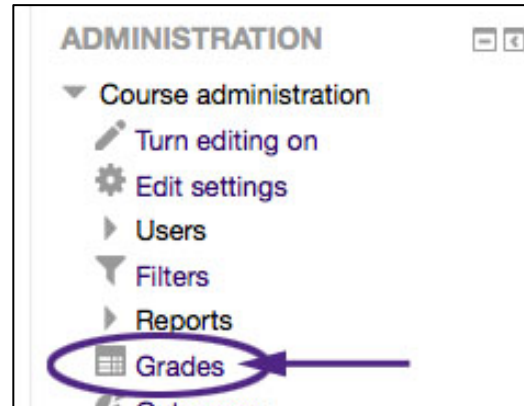 ADMINISTRATION
Course administration
Turn editing on
Edit settings
Users
Filters
Reports
Grades